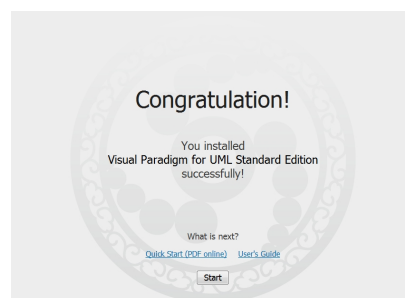 Congratulation!
You installed
Visual Paradigm for UML Standard Edition
successfully!
What is next?
Quick Start (PDF online) User's Guide
Start